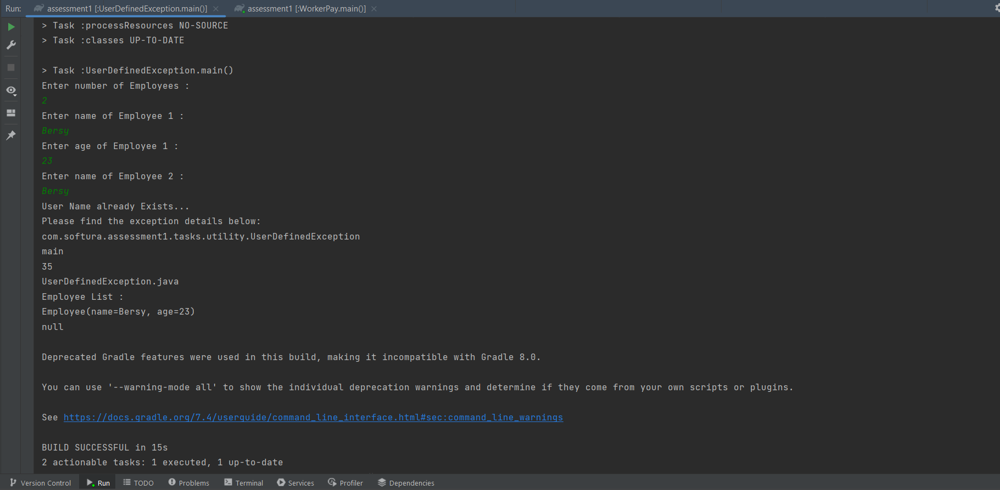 Run: assessment1 [:UserDefinedException.main()] assessment1 [:WorkerPay.main()]
> Task :processResources NO-SOURCE
> Task :classes UP-TO-DATE
> Task :UserDefinedException.main()
Enter number of Employees :
2
Enter name of Employee 1 :
Bersy
Enter age of Employee 1 :
23
Enter name of Employee 2 :
Bersy
User Name already Exists...
Please find the exception details below:
com.softura.assessment1.tasks.utility.UserDefinedException
main
35
UserDefinedException.java
Employee List :
Employee(name=Bersy, age=23)
null
Deprecated Gradle features were used in this build, making it incompatible with Gradle 8.0.
You can use '--warning-mode all' to show the individual deprecation warnings and determine if they come from your own scripts or plugins.
See https://docs.gradle.org/7.4/userguide/command_line_interface.html#sec:command_line_warnings
BUILD SUCCESSFUL in 15s
2 actionable tasks: 1 executed, 1 up-to-date
Version Control Run TODO Problems Terminal Services Profiler Dependencies